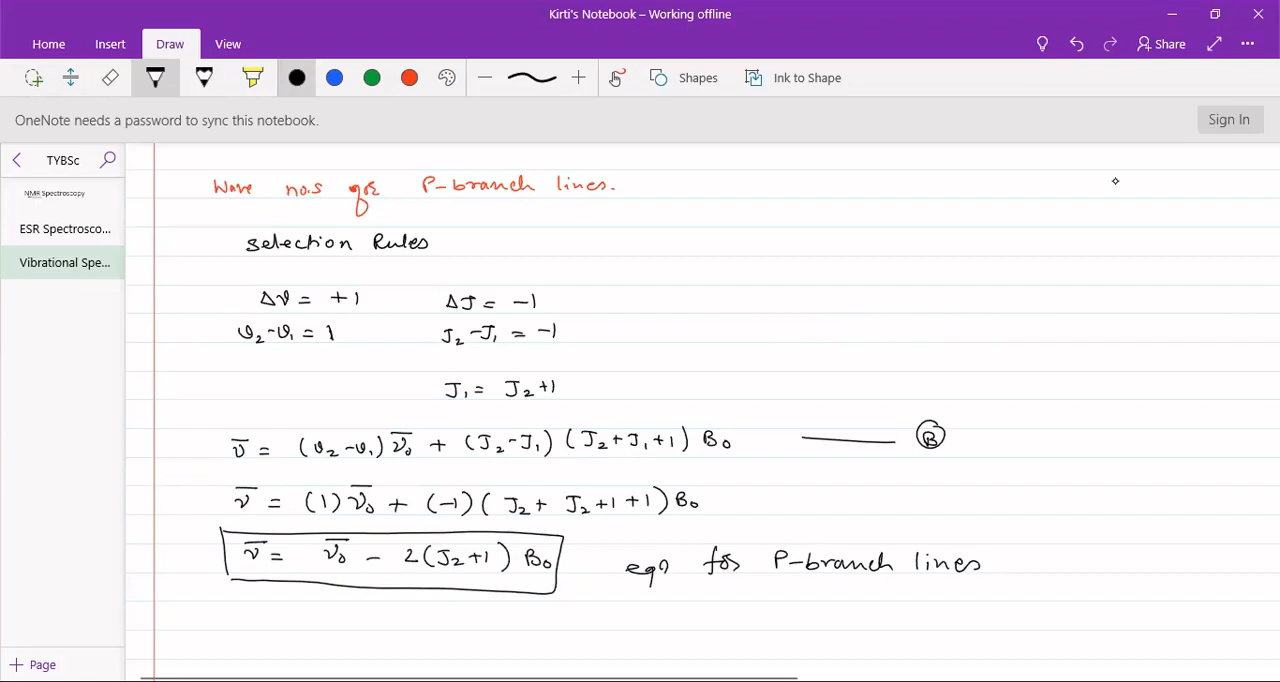 Kirti's Notebook – Working offline
Home Insert Draw View
Share
Shapes Ink to Shape
OneNote needs a password to sync this notebook.
Sign In
TYBSc
NMR Spectroscopy
ESR Spectrosco...
Vibrational Spe...
Page
Wave no.s for P-branch lines.
selection Rules
Δv = +1 ΔJ = -1
v₂-v₁ = 1 J₂-J₁ = -1
J₁ = J₂+1
ν̅ = (v₂-v₁) ν̅₀ + (J₂-J₁) (J₂+J₁+1) B₀ —— Ⓑ
ν̅ = (1) ν̅₀ + (-1) (J₂ + J₂+1 +1) B₀
ν̅ = ν̅₀ - 2(J₂+1) B₀ eqn for P-branch lines